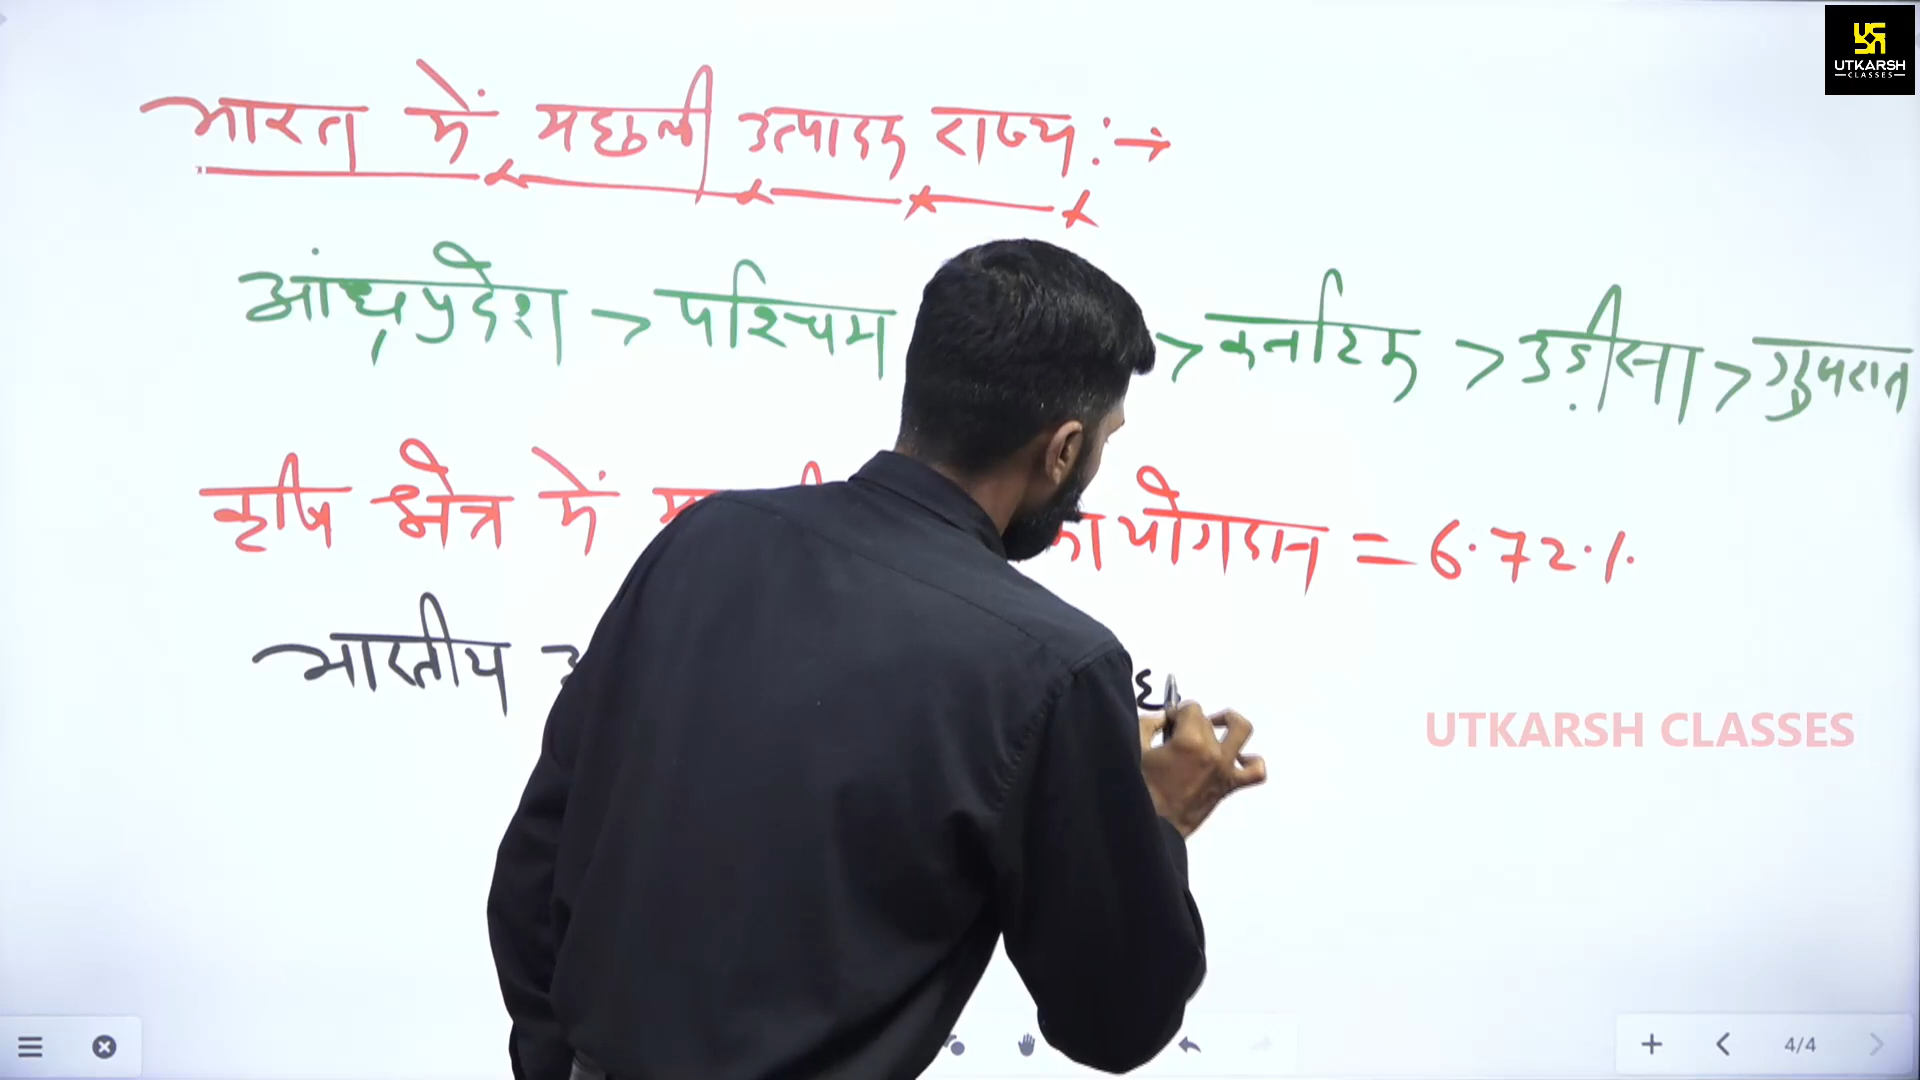 UTKARSH
CLASSES
भारत में मछली उत्पादक राज्य :→
आंध्रप्रदेश > पश्चिम > कर्नाटक > उड़ीसा > गुजरात
कृषि क्षेत्र में का योगदान = 6.72%
भारतीय
UTKARSH CLASSES
4/4